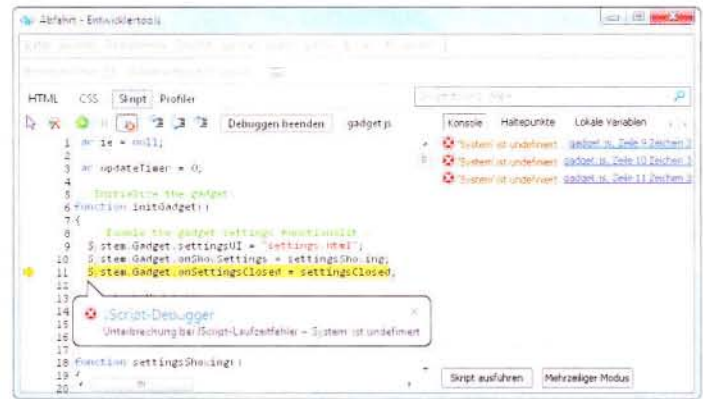 Abfahrt - Entwicklertools
HTML CSS Skript Profiler
Debuggen beenden gadget.js
Konsole Haltepunkte Lokale Variablen
1 var ie = null;
2
3 var updateTimer = 0;
4
5 Initialize the gadget.
6 function initGadget()
7 {
8 Enable the gadget settings functionality
9 System.Gadget.settingsUI = "settings.html";
10 System.Gadget.onShowSettings = settingsShowing;
11 System.Gadget.onSettingsClosed = settingsClosed;
12
13
14
15
16
17
18 function settingsShowing()
19 {
20
'System' ist undefiniert gadget.js, Zeile 9 Zeichen 3
'System' ist undefiniert gadget.js, Zeile 10 Zeichen 3
'System' ist undefiniert gadget.js, Zeile 11 Zeichen 3
JScript-Debugger
Unterbrechung bei JScript-Laufzeitfehler – System ist undefiniert
Skript ausführen Mehrzeiliger Modus